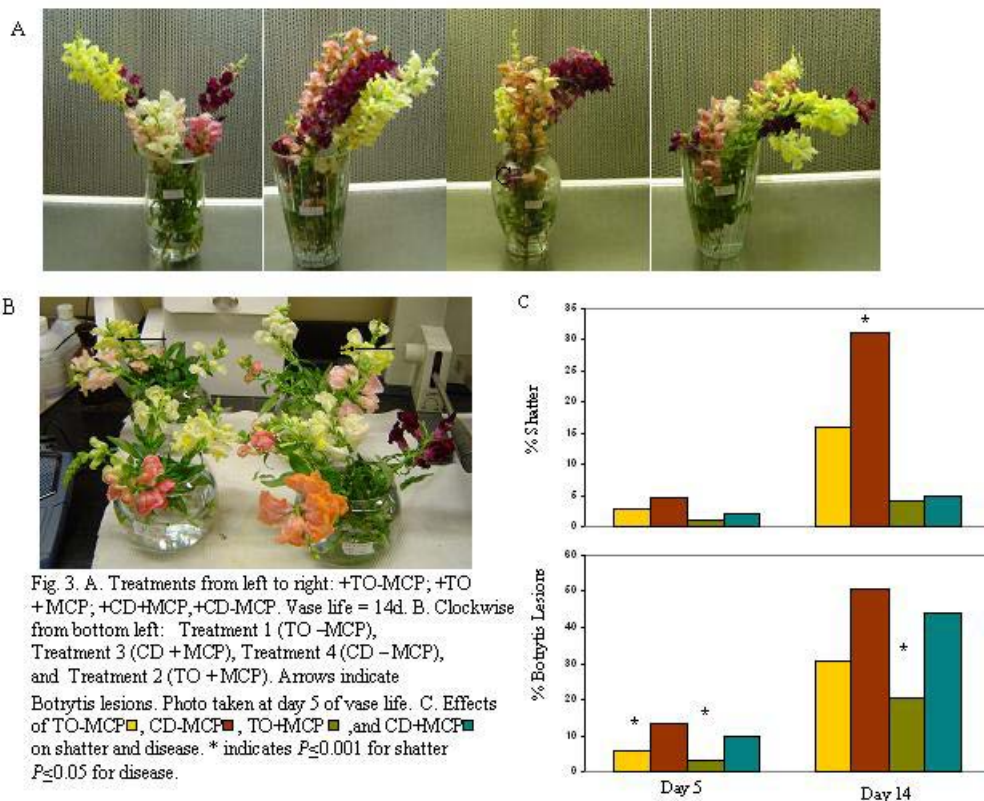 A
B
Fig. 3. A. Treatments from left to right: +TO-MCP; +TO
+MCP; +CD+MCP,+CD-MCP. Vase life = 14d. B. Clockwise
from bottom left: Treatment 1 (TO –MCP),
Treatment 3 (CD + MCP), Treatment 4 (CD – MCP),
and Treatment 2 (TO + MCP). Arrows indicate
Botrytis lesions. Photo taken at day 5 of vase life. C. Effects
of TO-MCP , CD-MCP , TO+MCP ,and CD+MCP
on shatter and disease. * indicates P≤0.001 for shatter
P≤0.05 for disease.
C
% Shatter
35
30
25
20
15
10
5
0
*
% Botrytis Lesions
60
50
40
30
20
10
0
*
*
*
Day 5
Day 14